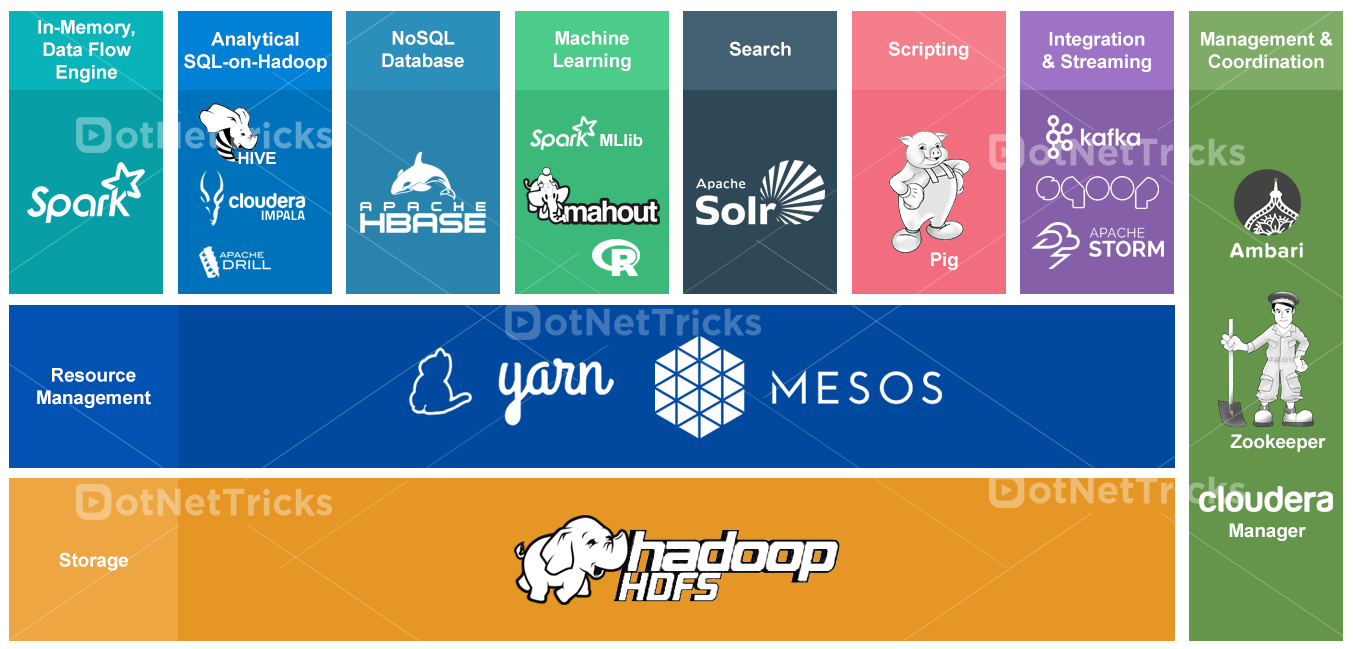 In-Memory,
Data Flow
Engine
Spark
Analytical
SQL-on-Hadoop
HIVE
cloudera
IMPALA
APACHE
DRILL
NoSQL
Database
APACHE
HBASE
Machine
Learning
Spark MLlib
mahout
R
Search
Apache
Solr
Scripting
Pig
Integration
& Streaming
kafka
sqoop
APACHE
STORM
Management &
Coordination
Ambari
Zookeeper
cloudera
Manager
Resource
Management
yarn
MESOS
Storage
hadoop
HDFS
DotNetTricks
DotNetTricks
DotNetTricks
DotNetTricks
DotNetTricks